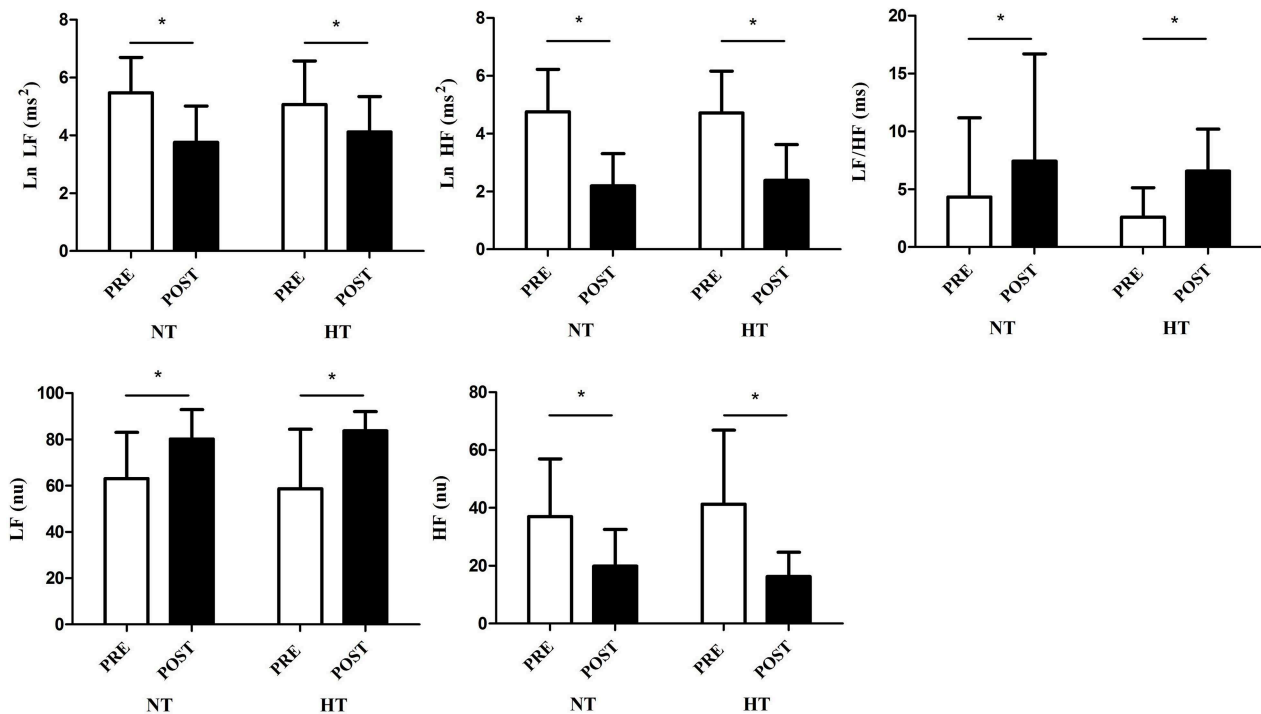 Ln LF (ms²)
8
6
4
2
0
*
*
PRE
POST
PRE
POST
NT
HT
Ln HF (ms²)
8
6
4
2
0
*
*
PRE
POST
PRE
POST
NT
HT
LF/HF (ms)
20
15
10
5
0
*
*
PRE
POST
PRE
POST
NT
HT
LF (nu)
100
80
60
40
20
0
*
*
PRE
POST
PRE
POST
NT
HT
HF (nu)
80
60
40
20
0
*
*
PRE
POST
PRE
POST
NT
HT